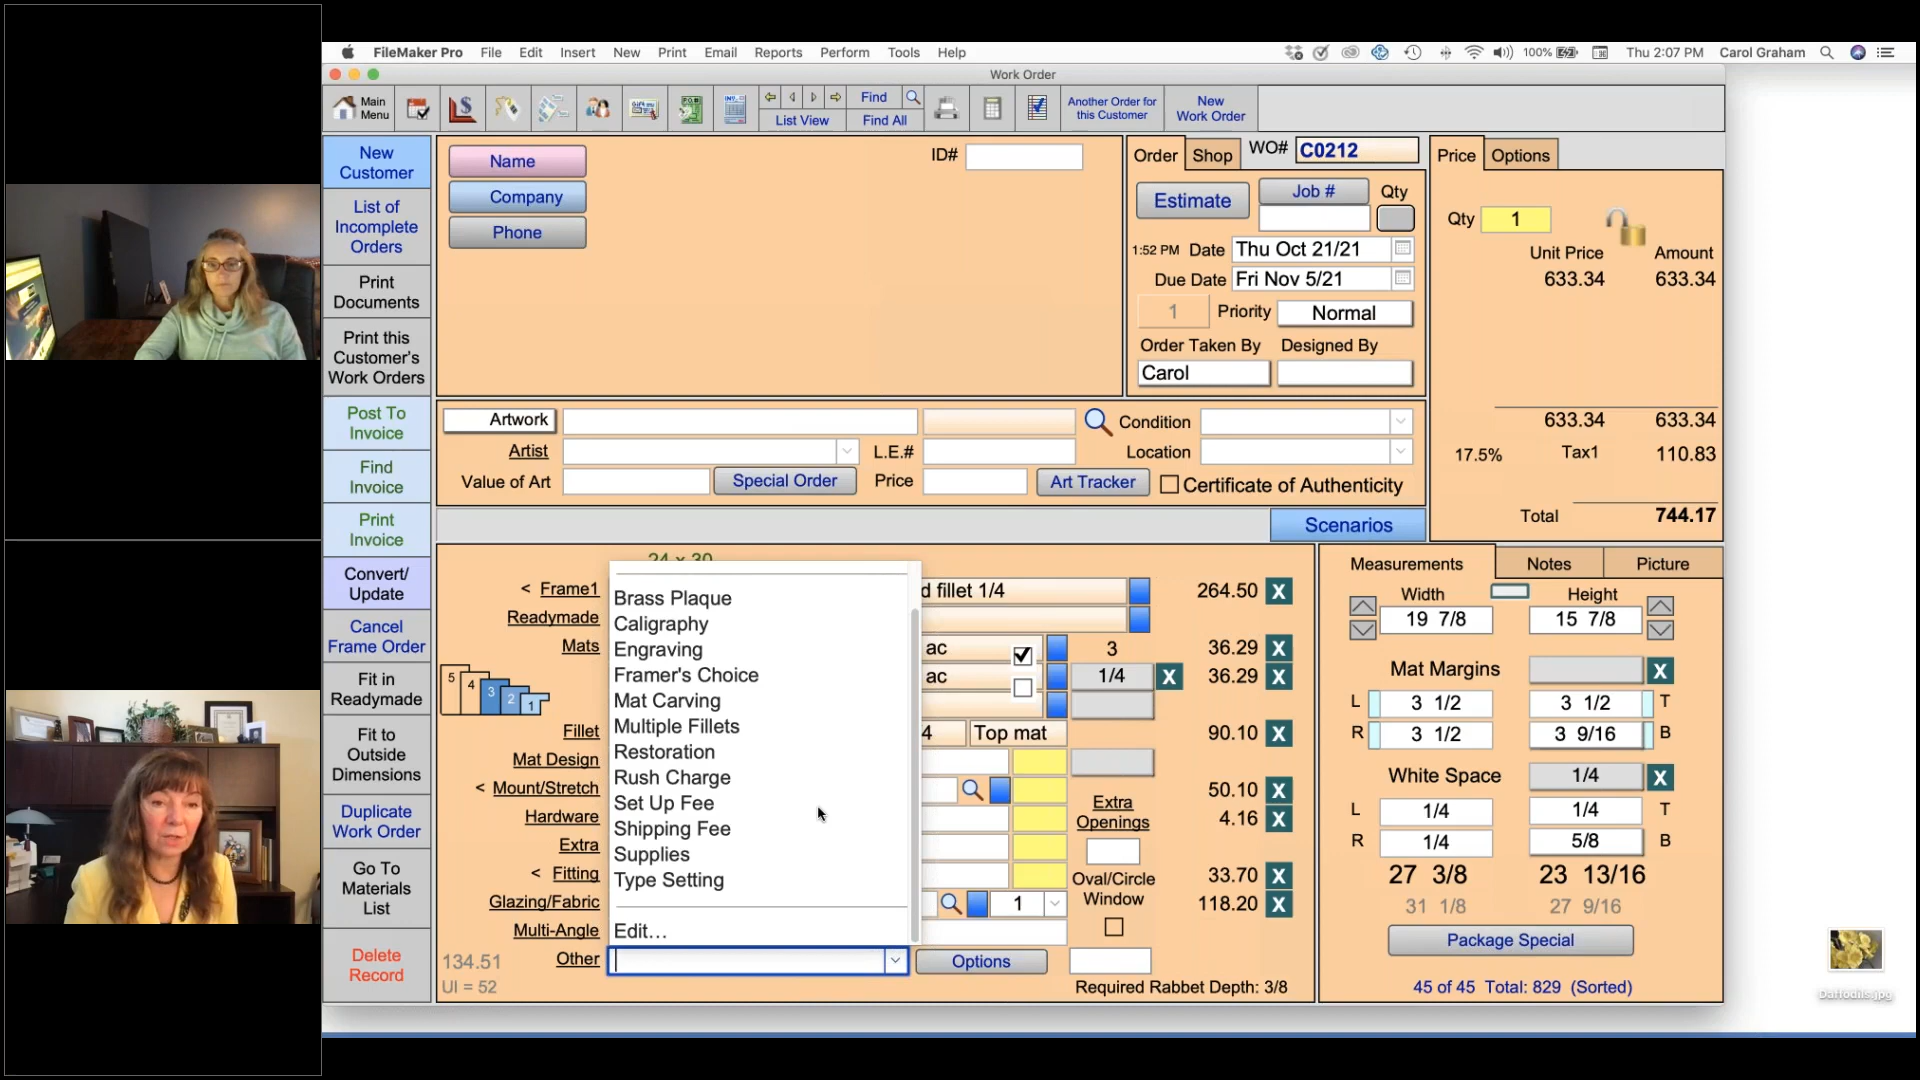 FileMaker Pro File Edit Insert New Print Email Reports Perform Tools Help
100% Thu 2:07 PM Carol Graham
Work Order
Main
Menu
List View
Find
Find All
Another Order for
this Customer
New
Work Order
New
Customer
List of
Incomplete
Orders
Print
Documents
Print this
Customer's
Work Orders
Post To
Invoice
Find
Invoice
Print
Invoice
Convert/
Update
Cancel
Frame Order
Fit in
Readymade
Fit to
Outside
Dimensions
Duplicate
Work Order
Go To
Materials
List
Delete
Record
Name
Company
Phone
ID#
Order Shop WO# C0212
Estimate Job # Qty
1:52 PM Date Thu Oct 21/21
Due Date Fri Nov 5/21
1 Priority Normal
Order Taken By Designed By
Carol
Price Options
Qty 1
Unit Price Amount
633.34 633.34
633.34 633.34
17.5% Tax1 110.83
Total 744.17
Artwork Condition
Artist L.E.# Location
Value of Art Special Order Price Art Tracker Certificate of Authenticity
Scenarios
24 x 30
< Frame1 d fillet 1/4 264.50 X
Readymade
Mats ac 3 36.29 X
ac 1/4 X 36.29 X
5 4 3 2 1
Fillet 4 Top mat 90.10 X
Mat Design
< Mount/Stretch 50.10 X
Hardware 4.16 X
Extra
Openings
Extra
< Fitting 33.70 X
Oval/Circle
Window
Glazing/Fabric 1 118.20 X
Multi-Angle
134.51 Other Options
UI = 52 Required Rabbet Depth: 3/8
Brass Plaque
Caligraphy
Engraving
Framer's Choice
Mat Carving
Multiple Fillets
Restoration
Rush Charge
Set Up Fee
Shipping Fee
Supplies
Type Setting
Edit...
Measurements Notes Picture
Width Height
19 7/8 15 7/8
Mat Margins X
L 3 1/2 3 1/2 T
R 3 1/2 3 9/16 B
White Space 1/4 X
L 1/4 1/4 T
R 1/4 5/8 B
27 3/8 23 13/16
31 1/8 27 9/16
Package Special
45 of 45 Total: 829 (Sorted)
Daffodils.jpg